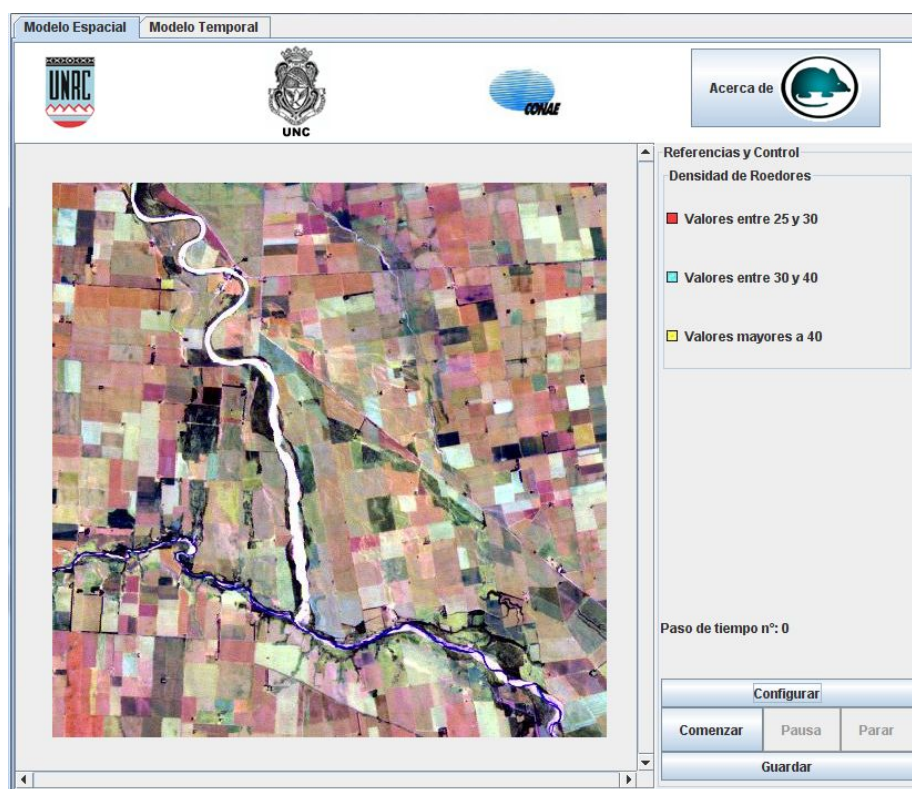 Modelo Espacial Modelo Temporal
UNRC
UNC
CONAE
Acerca de
Referencias y Control
Densidad de Roedores
Valores entre 25 y 30
Valores entre 30 y 40
Valores mayores a 40
Paso de tiempo n°: 0
Configurar
Comenzar Pausa Parar
Guardar